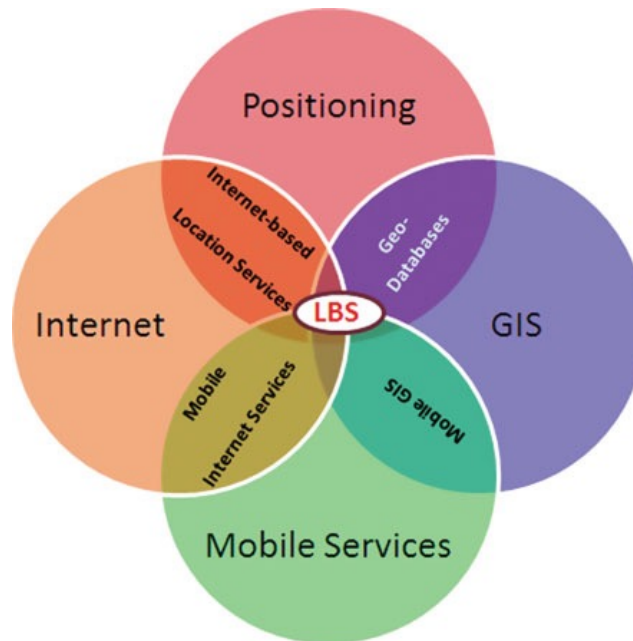 Positioning
Internet-based
Location Services
Geo-
Databases
Internet
LBS
GIS
Mobile
Internet Services
Mobile GIS
Mobile Services